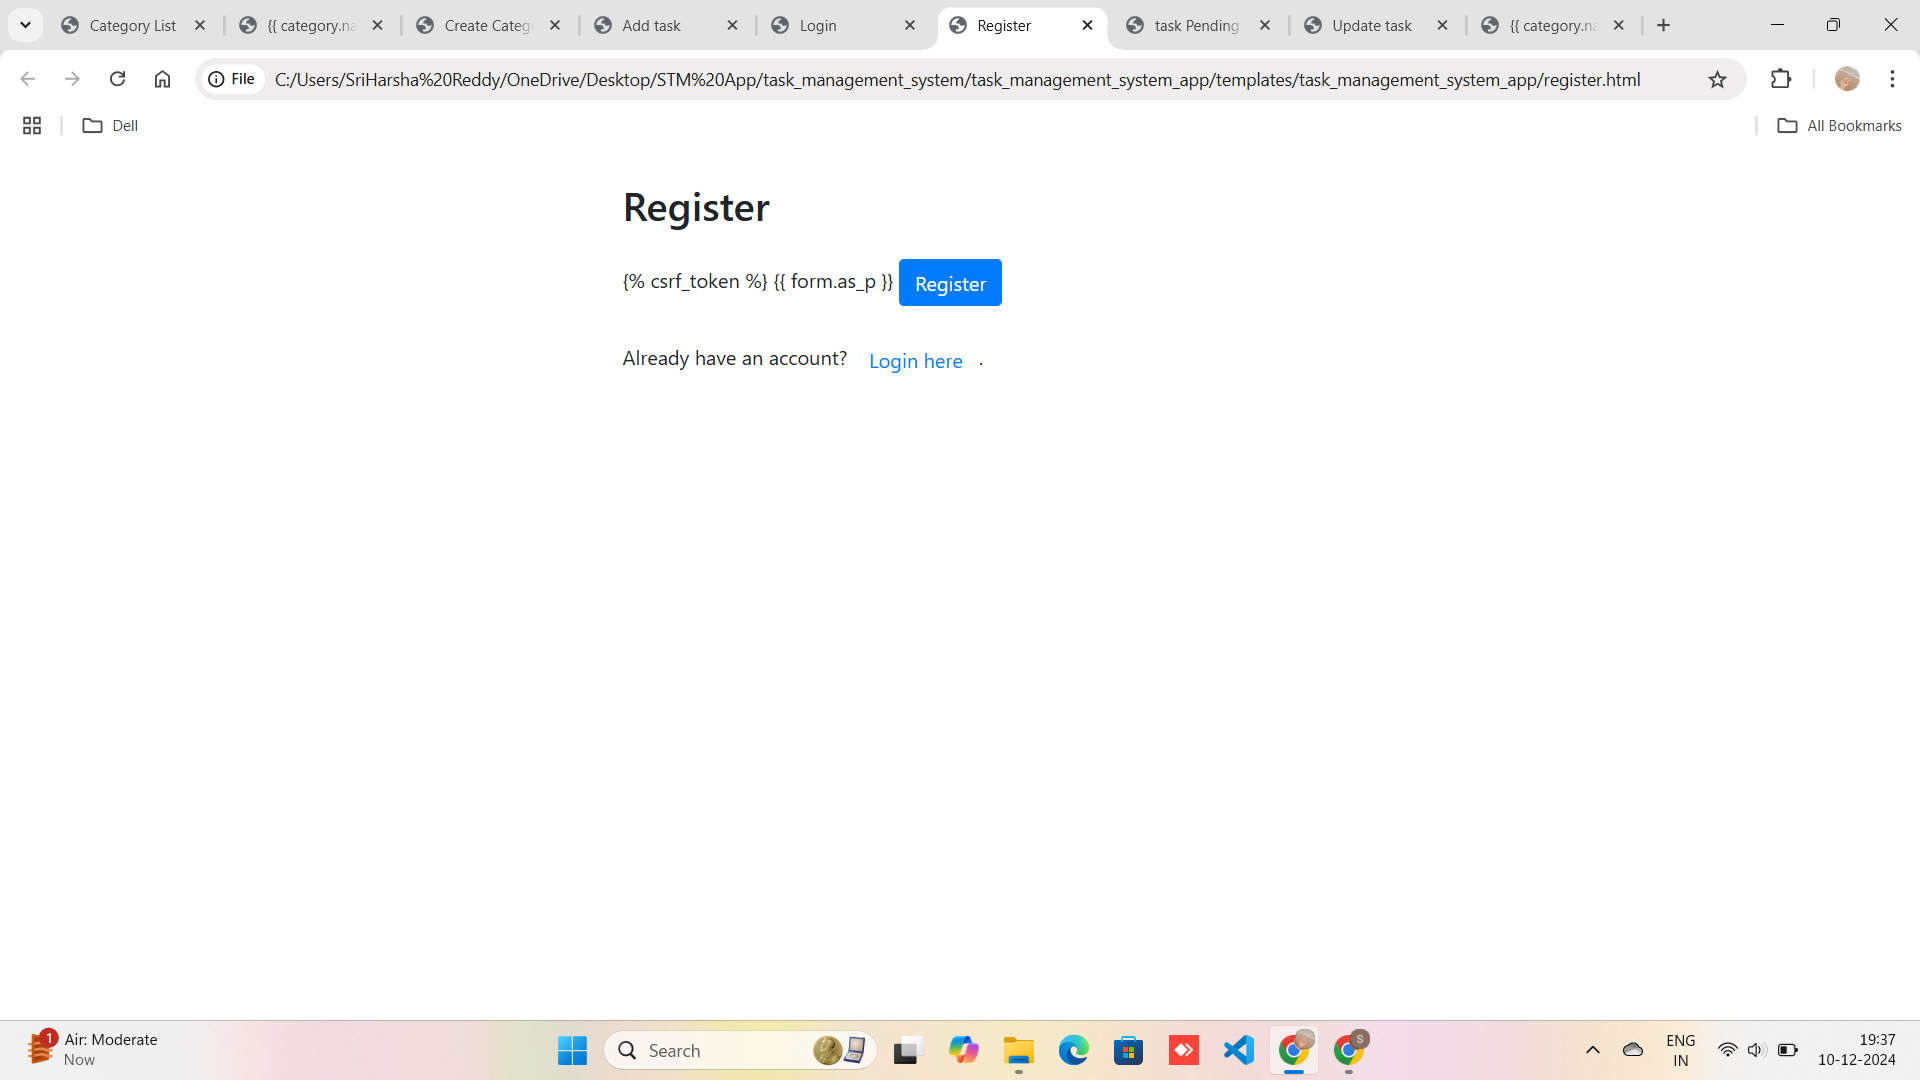 Category List
{{ category.na
Create Catego
Add task
Login
Register
task Pending
Update task
{{ category.na
File
C:/Users/SriHarsha%20Reddy/OneDrive/Desktop/STM%20App/task_management_system/task_management_system_app/templates/task_management_system_app/register.html
Dell
All Bookmarks
Register
{% csrf_token %} {{ form.as_p }} Register
Already have an account? Login here .
1
Air: Moderate
Now
Search
S
ENG
IN
19:37
10-12-2024